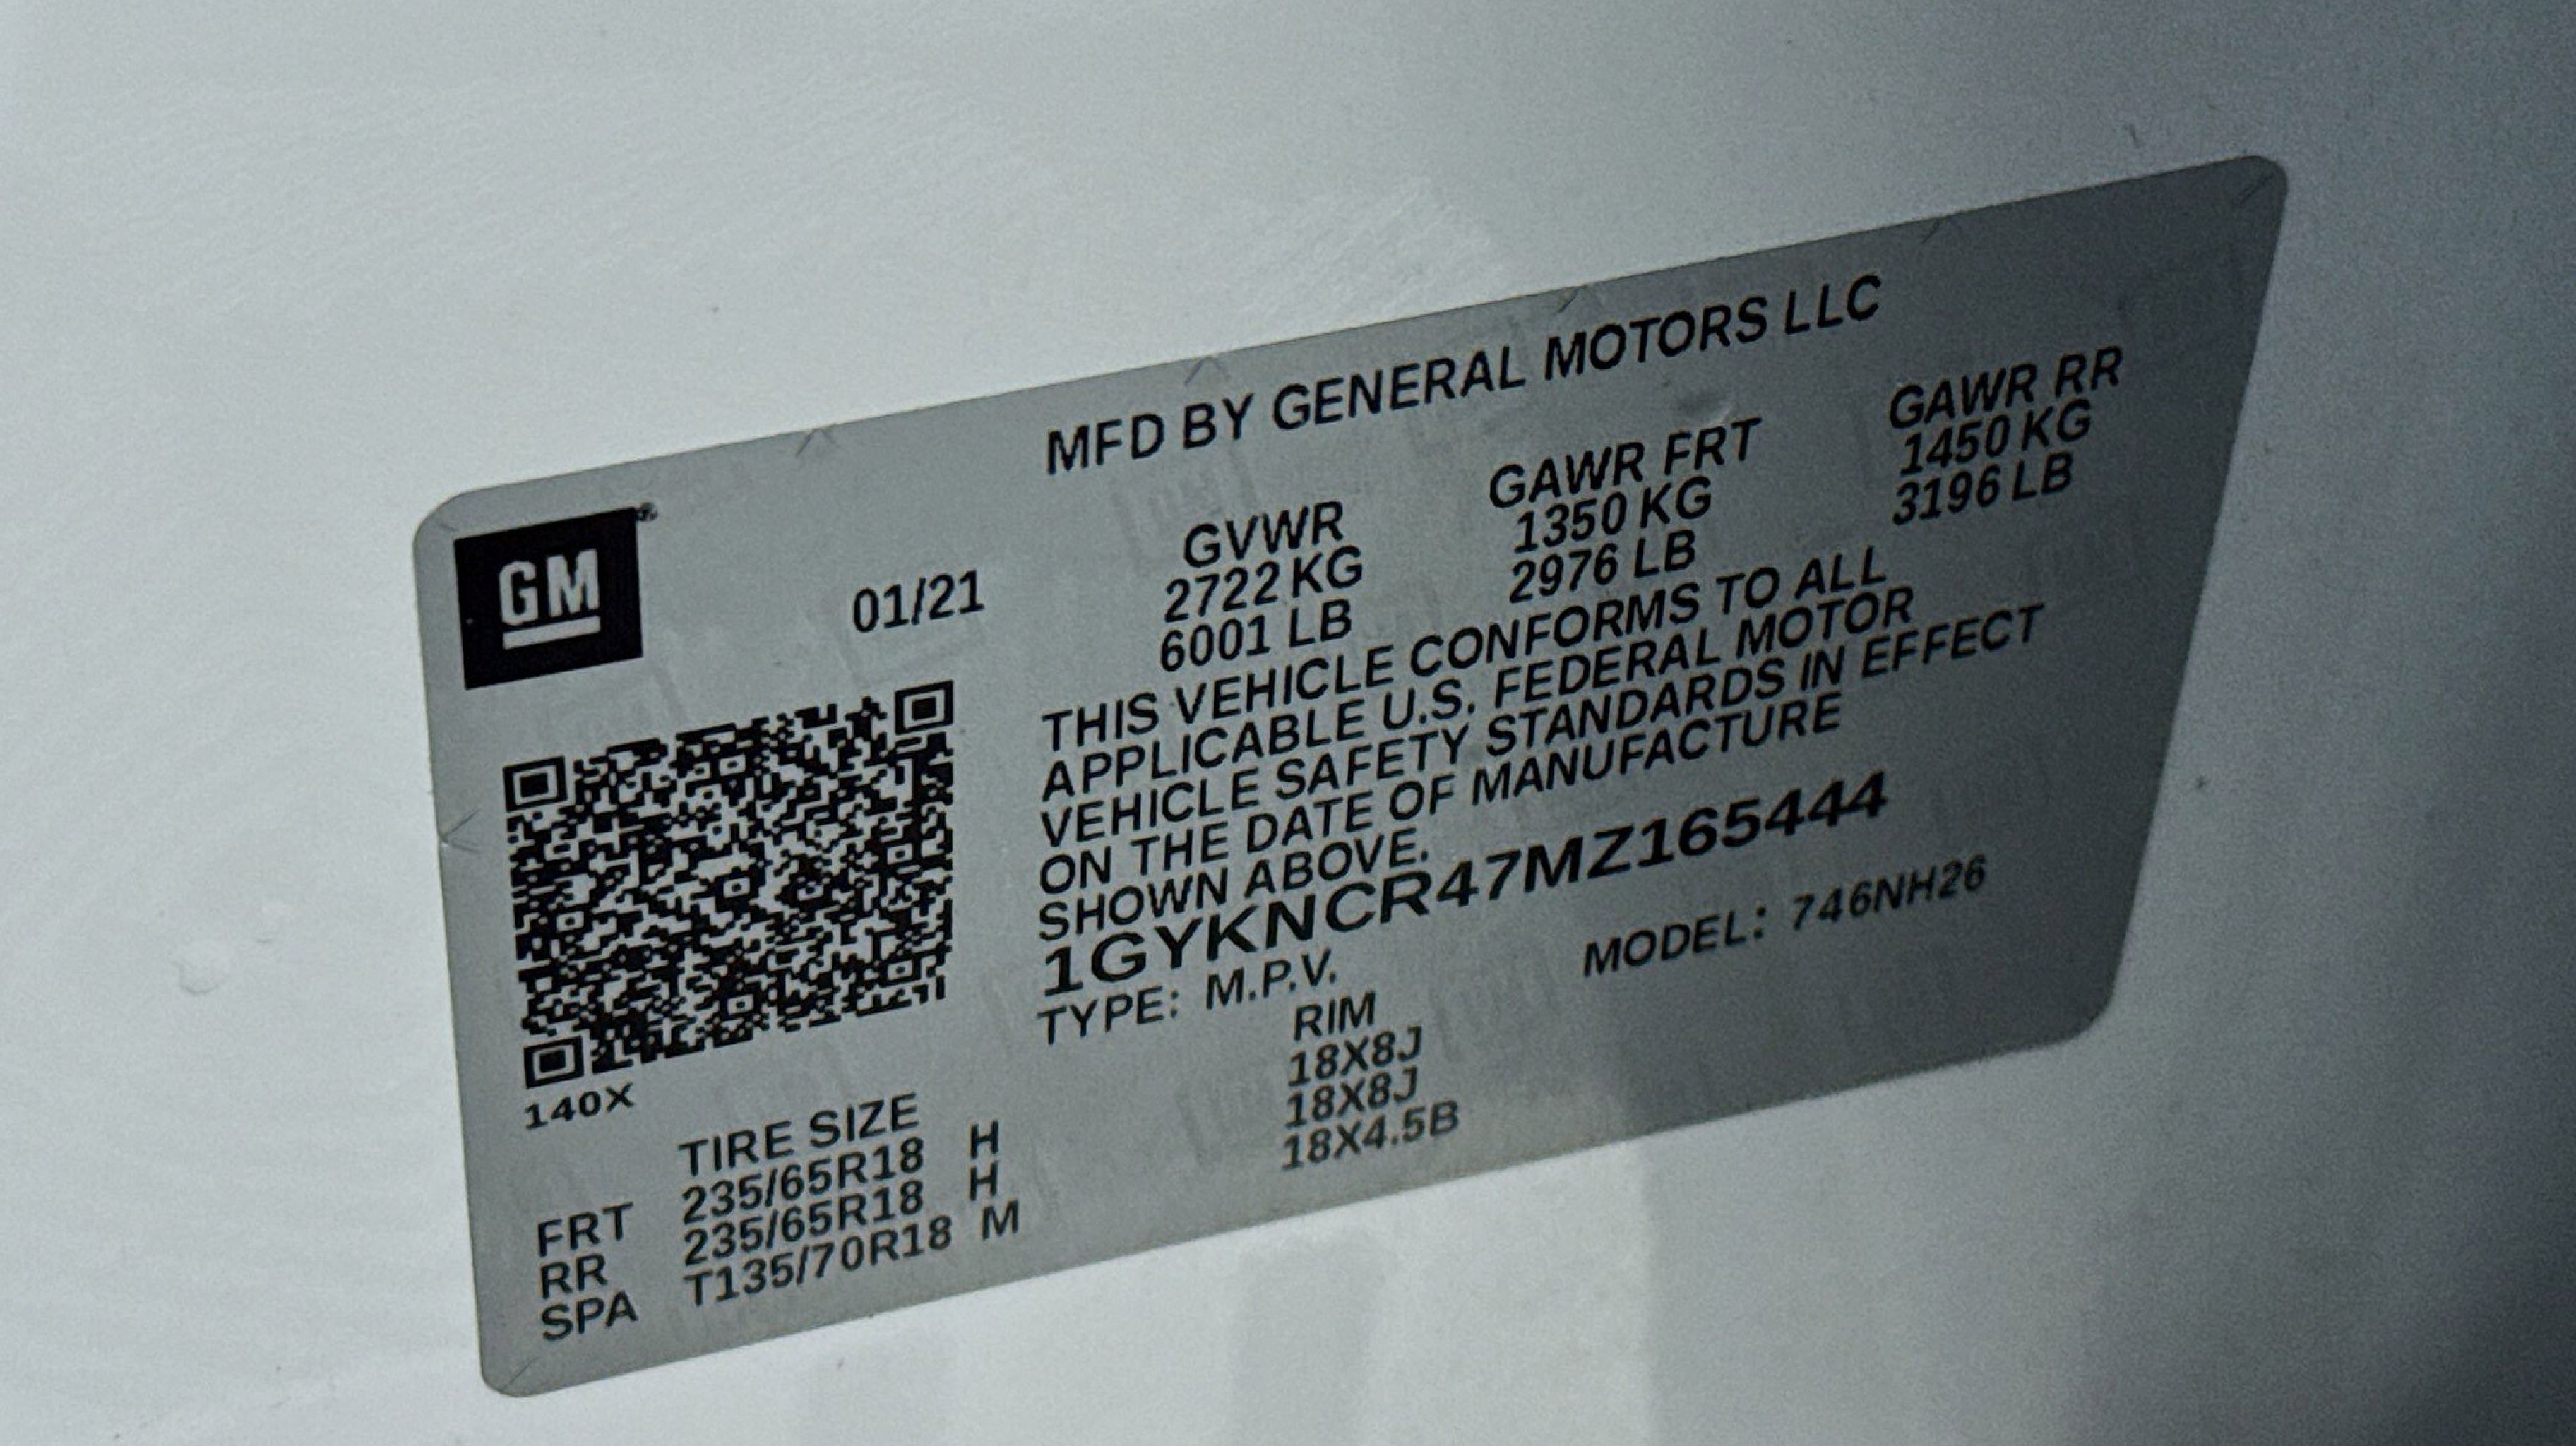 MFD BY GENERAL MOTORS LLC
GM®
01/21
GVWR GAWR FRT GAWR RR
2722 KG 1350 KG 1450 KG
6001 LB 2976 LB 3196 LB
THIS VEHICLE CONFORMS TO ALL
APPLICABLE U.S. FEDERAL MOTOR
VEHICLE SAFETY STANDARDS IN EFFECT
ON THE DATE OF MANUFACTURE
SHOWN ABOVE.
1GYKNCR47MZ165444
TYPE: M.P.V. MODEL: 746NH26
140X
TIRE SIZE RIM
FRT 235/65R18 H 18X8J
RR 235/65R18 H 18X8J
SPA T135/70R18 M 18X4.5B